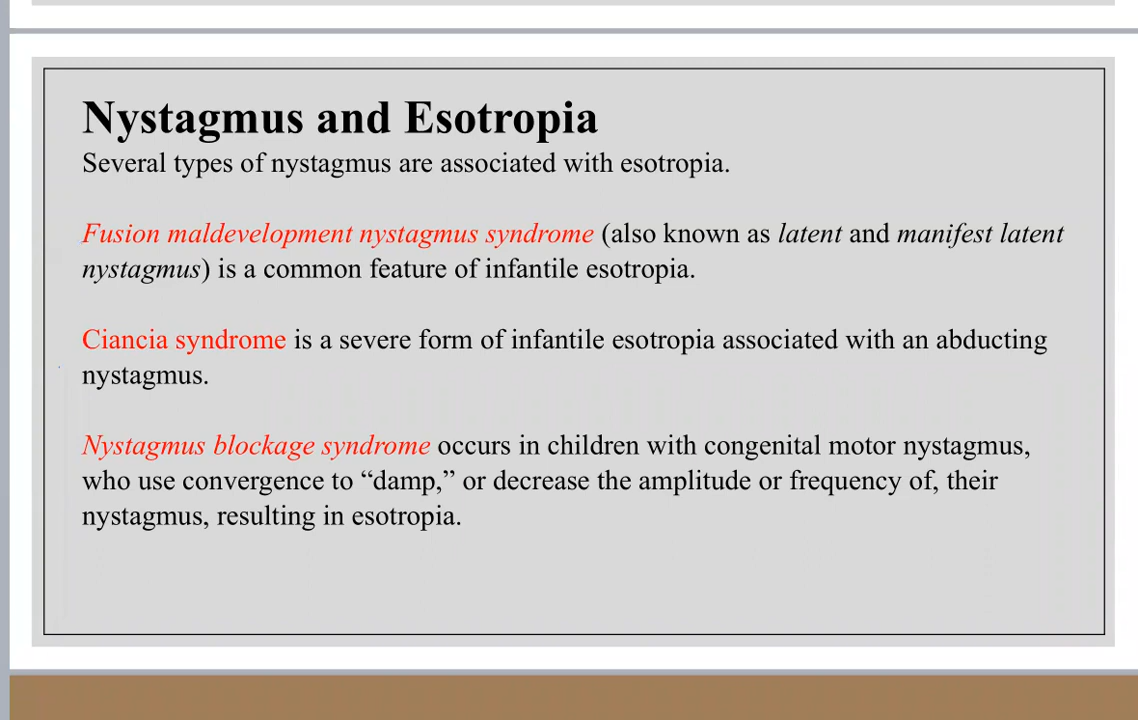 Nystagmus and Esotropia
Several types of nystagmus are associated with esotropia.
Fusion maldevelopment nystagmus syndrome (also known as latent and manifest latent
nystagmus) is a common feature of infantile esotropia.
Ciancia syndrome is a severe form of infantile esotropia associated with an abducting
nystagmus.
Nystagmus blockage syndrome occurs in children with congenital motor nystagmus,
who use convergence to “damp,” or decrease the amplitude or frequency of, their
nystagmus, resulting in esotropia.